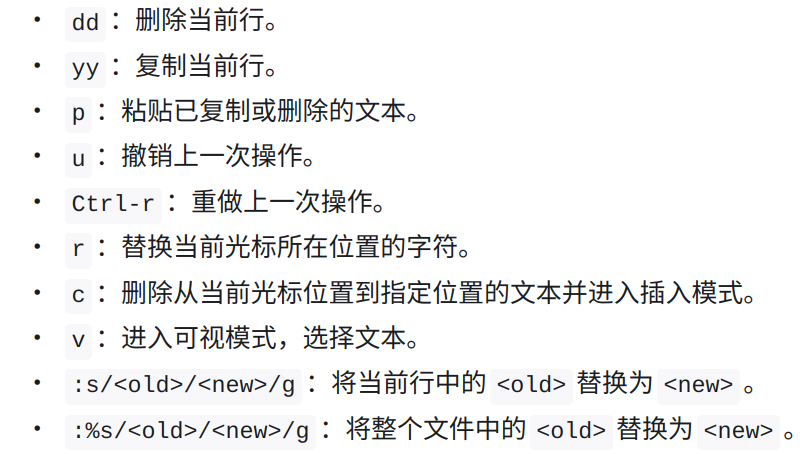 • dd：删除当前行。
• yy：复制当前行。
• p：粘贴已复制或删除的文本。
• u：撤销上一次操作。
• Ctrl-r：重做上一次操作。
• r：替换当前光标所在位置的字符。
• c：删除从当前光标位置到指定位置的文本并进入插入模式。
• v：进入可视模式，选择文本。
• :s/<old>/<new>/g：将当前行中的 <old> 替换为 <new>。
• :%s/<old>/<new>/g：将整个文件中的 <old> 替换为 <new>。